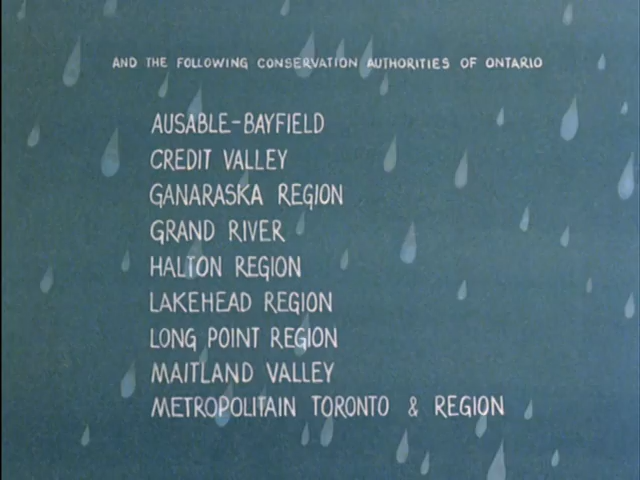 AND THE FOLLOWING CONSERVATION AUTHORITIES OF ONTARIO
AUSABLE-BAYFIELD
CREDIT VALLEY
GANARASKA REGION
GRAND RIVER
HALTON REGION
LAKEHEAD REGION
LONG POINT REGION
MAITLAND VALLEY
METROPOLITAIN TORONTO & REGION